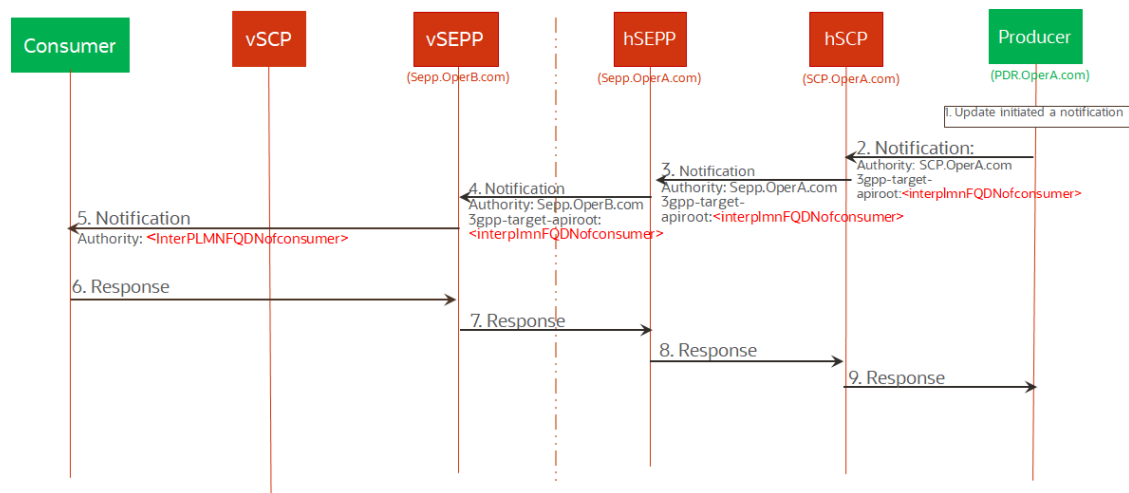 Consumer
vSCP
vSEPP
hSEPP
hSCP
Producer
(Sepp.OperB.com)
(Sepp.OperA.com)
(SCP.OperA.com)
(PDR.OperA.com)
1. Update initiated a notification
2. Notification:
Authority: SCP.OperA.com
3gpp-target-
apiroot:<interplmnFQDNofconsumer>
3. Notification
Authority: Sepp.OperA.com
3gpp-target-
apiroot:<interplmnFQDNofconsumer>
4. Notification
Authority: Sepp.OperB.com
3gpp-target-apiroot:
<interplmnFQDNofconsumer>
5. Notification
Authority: <InterPLMNFQDNofconsumer>
6. Response
7. Response
8. Response
9. Response